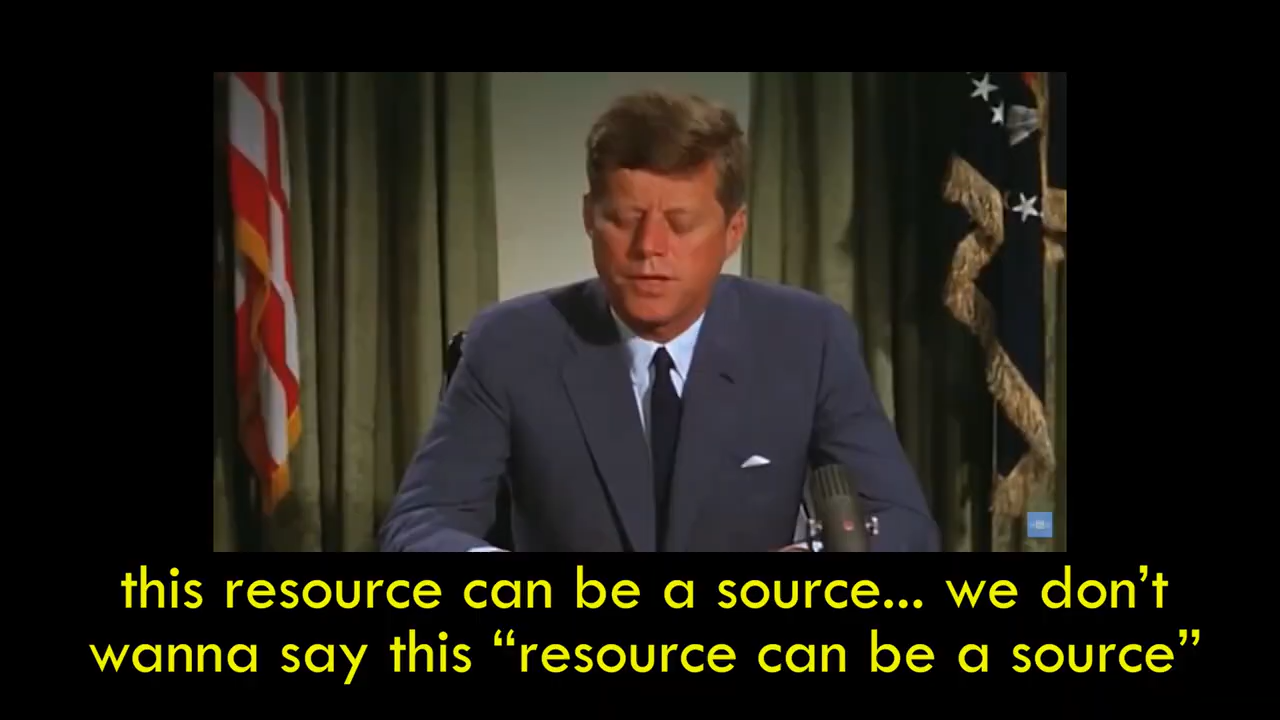 this resource can be a source... we don’t
wanna say this “resource can be a source”